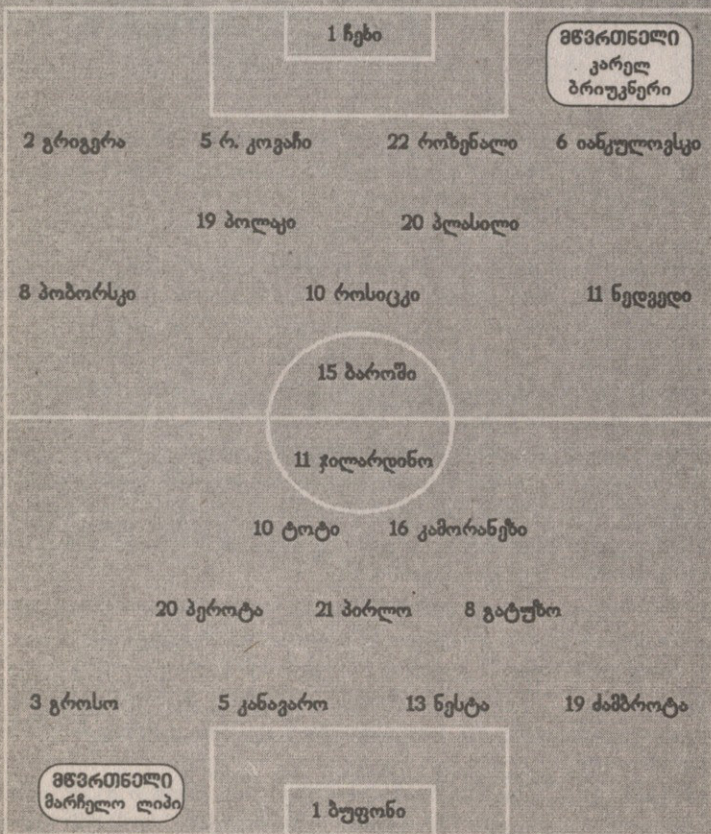 1 ჩეხი
მწვრთნელი
კარელ
ბრიუკნერი
2 გრიგერა 5 რ. კოვაჩი 22 როზენალი 6 იანკულოვსკი
19 პოლაკი 20 პლასილი
8 პობორსკი 10 როსიცკი 11 ნედვედი
15 ბაროში
11 ჯილარდინო
10 ტოტი 16 კამორანეზი
20 პეროტა 21 პირლო 8 გატუზო
3 გროსო 5 კანავარო 13 ნესტა 19 ძამბროტა
მწვრთნელი
მარჩელო ლიპი
1 ბუფონი